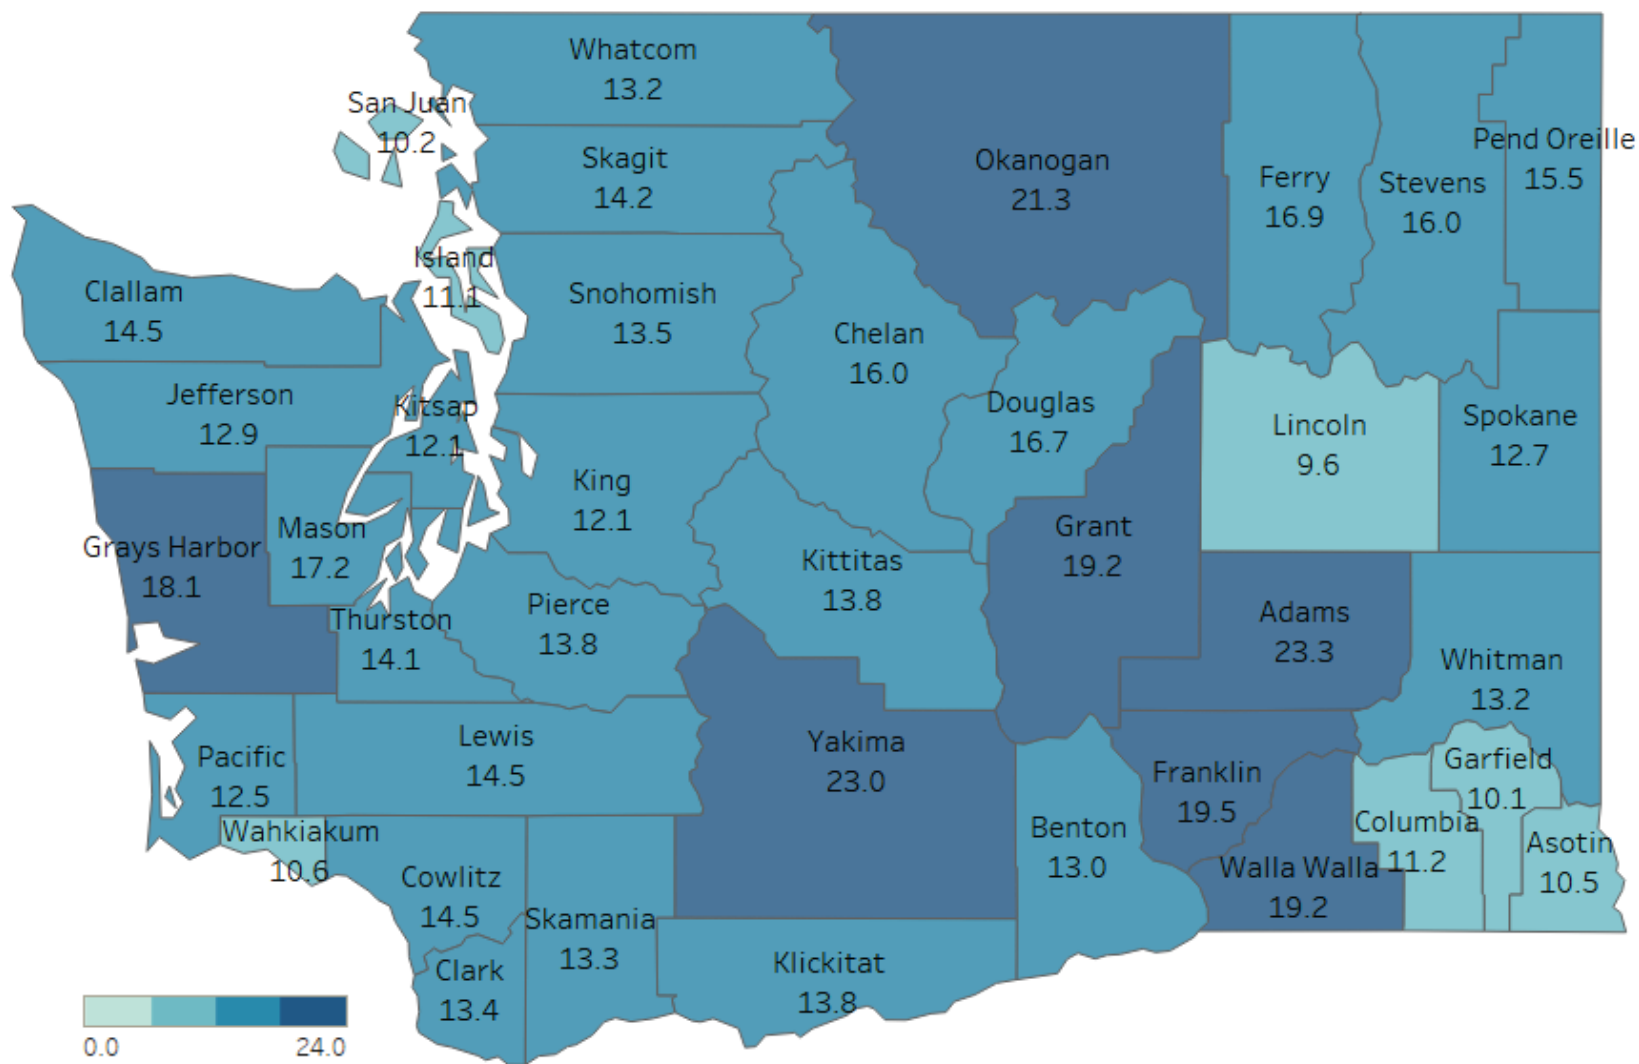 Whatcom
13.2
San Juan
10.2
Skagit
14.2
Okanogan
21.3
Ferry
16.9
Stevens
16.0
Pend Oreille
15.5
Island
11.1
Clallam
14.5
Snohomish
13.5
Chelan
16.0
Jefferson
12.9
Kitsap
12.1
Douglas
16.7
Lincoln
9.6
Spokane
12.7
King
12.1
Grays Harbor
18.1
Mason
17.2
Grant
19.2
Kittitas
13.8
Thurston
14.1
Pierce
13.8
Adams
23.3
Whitman
13.2
Pacific
12.5
Lewis
14.5
Yakima
23.0
Franklin
19.5
Garfield
10.1
Wahkiakum
10.6
Benton
13.0
Columbia
11.2
Asotin
10.5
Cowlitz
14.5
Skamania
13.3
Walla Walla
19.2
Clark
13.4
Klickitat
13.8
0.0
24.0